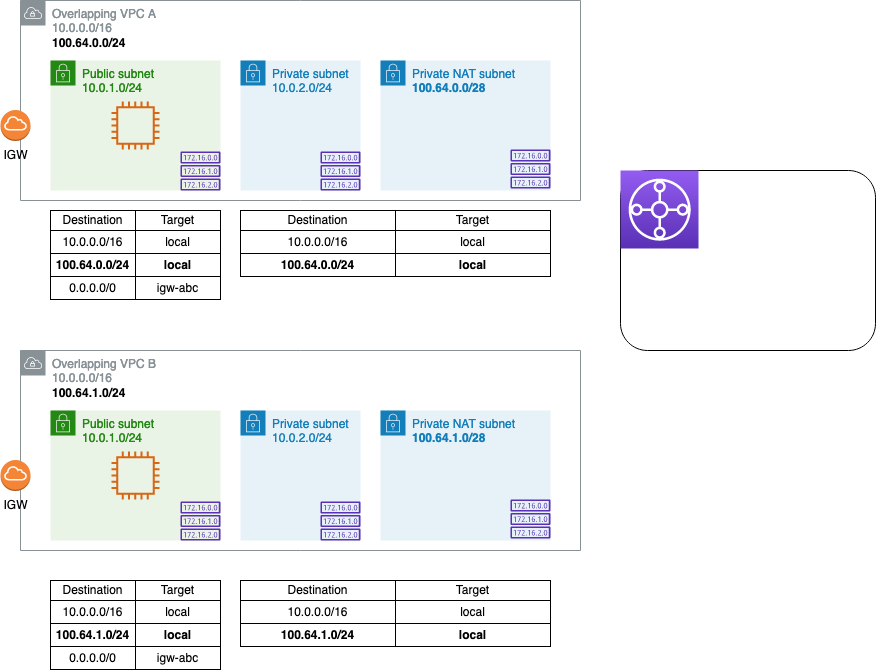 Overlapping VPC A
10.0.0.0/16
100.64.0.0/24
Public subnet
10.0.1.0/24
Private subnet
10.0.2.0/24
Private NAT subnet
100.64.0.0/28
IGW
172.16.0.0
172.16.1.0
172.16.2.0
172.16.0.0
172.16.1.0
172.16.2.0
172.16.0.0
172.16.1.0
172.16.2.0
Destination Target
10.0.0.0/16 local
100.64.0.0/24 local
0.0.0.0/0 igw-abc
Destination Target
10.0.0.0/16 local
100.64.0.0/24 local
Overlapping VPC B
10.0.0.0/16
100.64.1.0/24
Public subnet
10.0.1.0/24
Private subnet
10.0.2.0/24
Private NAT subnet
100.64.1.0/28
IGW
172.16.0.0
172.16.1.0
172.16.2.0
172.16.0.0
172.16.1.0
172.16.2.0
172.16.0.0
172.16.1.0
172.16.2.0
Destination Target
10.0.0.0/16 local
100.64.1.0/24 local
0.0.0.0/0 igw-abc
Destination Target
10.0.0.0/16 local
100.64.1.0/24 local